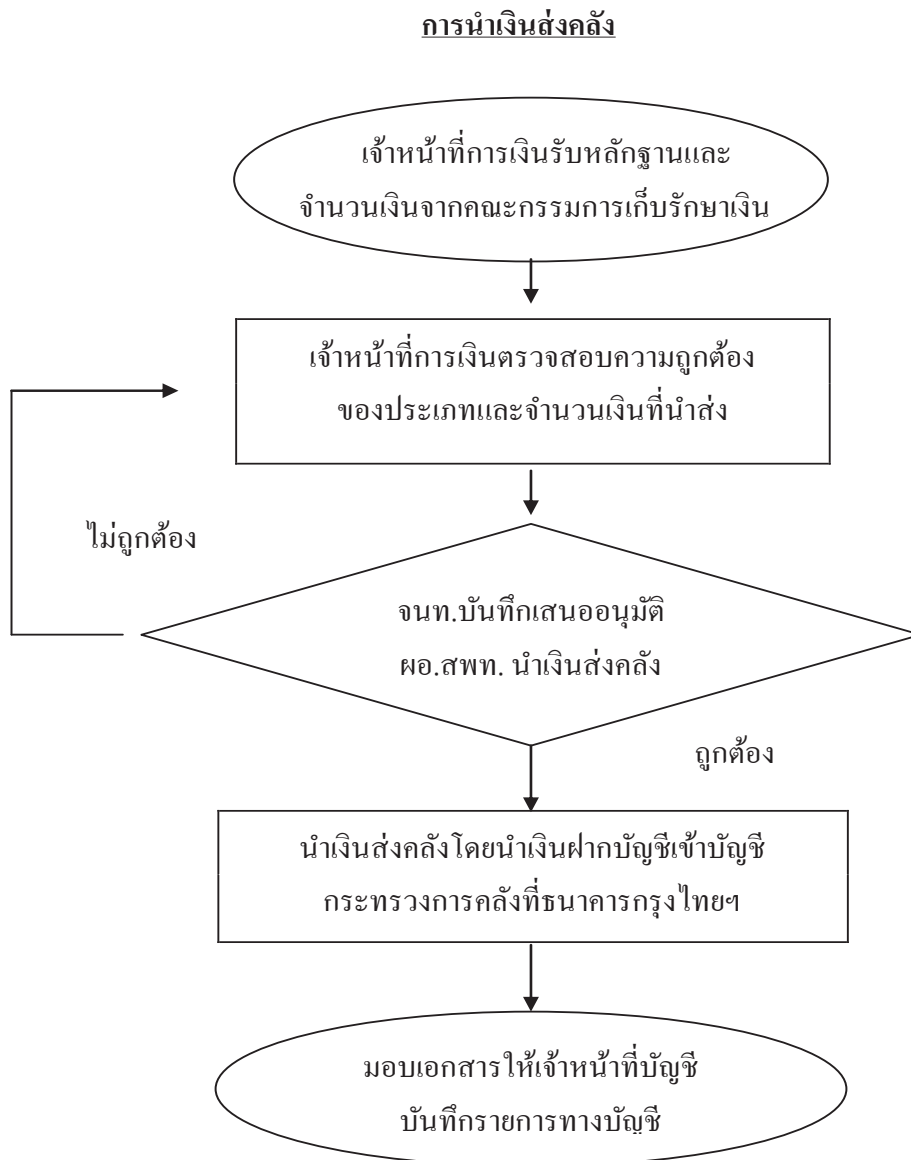 การนำเงินส่งคลัง
เจ้าหน้าที่การเงินรับหลักฐานและ
จำนวนเงินจากคณะกรรมการเก็บรักษาเงิน
เจ้าหน้าที่การเงินตรวจสอบความถูกต้อง
ของประเภทและจำนวนเงินที่นำส่ง
ไม่ถูกต้อง
จนท.บันทึกเสนออนุมัติ
ผอ.สพท. นำเงินส่งคลัง
ถูกต้อง
นำเงินส่งคลังโดยนำเงินฝากบัญชีเข้าบัญชี
กระทรวงการคลังที่ธนาคารกรุงไทยฯ
มอบเอกสารให้เจ้าหน้าที่บัญชี
บันทึกรายการทางบัญชี